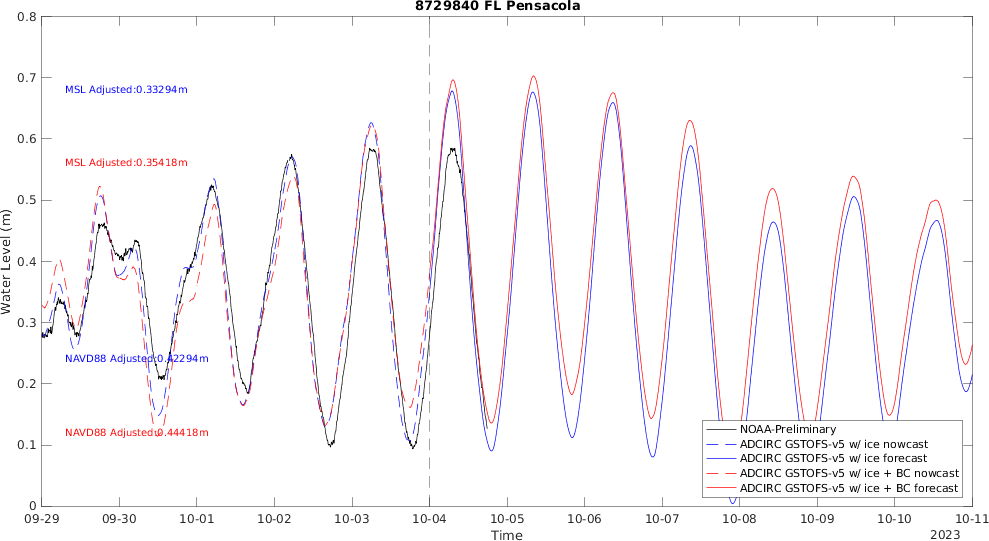 8729840 FL Pensacola
0.8
0.7
0.6
0.5
0.4
0.3
0.2
0.1
0
Water Level (m)
MSL Adjusted:0.33294m
MSL Adjusted:0.35418m
NAVD88 Adjusted:0.42294m
NAVD88 Adjusted:0.44418m
NOAA-Preliminary
ADCIRC GSTOFS-v5 w/ ice nowcast
ADCIRC GSTOFS-v5 w/ ice forecast
ADCIRC GSTOFS-v5 w/ ice + BC nowcast
ADCIRC GSTOFS-v5 w/ ice + BC forecast
09-29 09-30 10-01 10-02 10-03 10-04 10-05 10-06 10-07 10-08 10-09 10-10 10-11
Time
2023